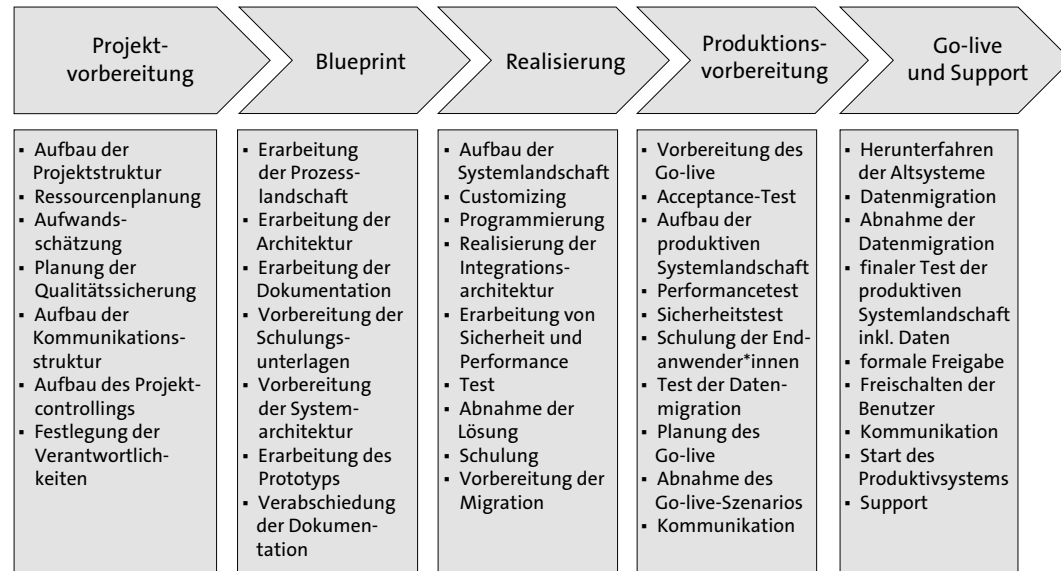 Projekt-
vorbereitung
Blueprint
Realisierung
Produktions-
vorbereitung
Go-live
und Support
▪ Aufbau der
Projektstruktur
▪ Ressourcenplanung
▪ Aufwands-
schätzung
▪ Planung der
Qualitätssicherung
▪ Aufbau der
Kommunikations-
struktur
▪ Aufbau des Projekt-
controllings
▪ Festlegung der
Verantwortlich-
keiten
▪ Erarbeitung
der Prozess-
landschaft
▪ Erarbeitung der
Architektur
▪ Erarbeitung der
Dokumentation
▪ Vorbereitung der
Schulungs-
unterlagen
▪ Vorbereitung
der System-
architektur
▪ Erarbeitung des
Prototyps
▪ Verabschiedung
der Dokumen-
tation
▪ Aufbau der
Systemlandschaft
▪ Customizing
▪ Programmierung
▪ Realisierung der
Integrations-
architektur
▪ Erarbeitung von
Sicherheit und
Performance
▪ Test
▪ Abnahme der
Lösung
▪ Schulung
▪ Vorbereitung der
Migration
▪ Vorbereitung des
Go-live
▪ Acceptance-Test
▪ Aufbau der
produktiven
Systemlandschaft
▪ Performancetest
▪ Sicherheitstest
▪ Schulung der End-
anwender*innen
▪ Test der Daten-
migration
▪ Planung des
Go-live
▪ Abnahme des
Go-live-Szenarios
▪ Kommunikation
▪ Herunterfahren
der Altsysteme
▪ Datenmigration
▪ Abnahme der
Datenmigration
▪ finaler Test der
produktiven
Systemlandschaft
inkl. Daten
▪ formale Freigabe
▪ Freischalten der
Benutzer
▪ Kommunikation
▪ Start des
Produktivsystems
▪ Support